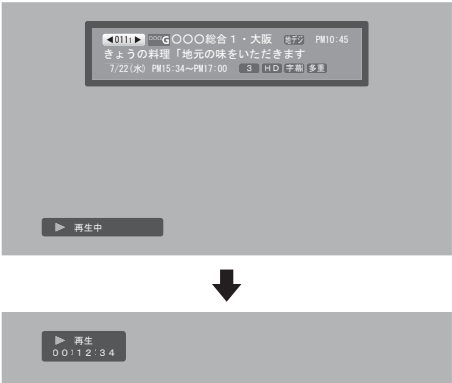 ◀011₁▶ □□□G〇〇〇総合1・大阪 地デジ PM10:45
きょうの料理「地元の味をいただきます
7/22(水) PM15:34~PM17:00 3 HD 字幕 多重
▶ 再生中
▶ 再生
00:12:34